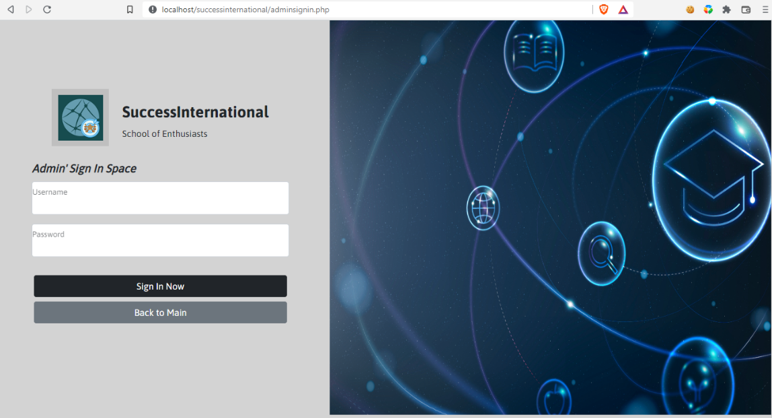 localhost/successinternational/adminsignin.php
SuccessInternational
School of Enthusiasts
Admin' Sign In Space
Username
Password
Sign In Now
Back to Main